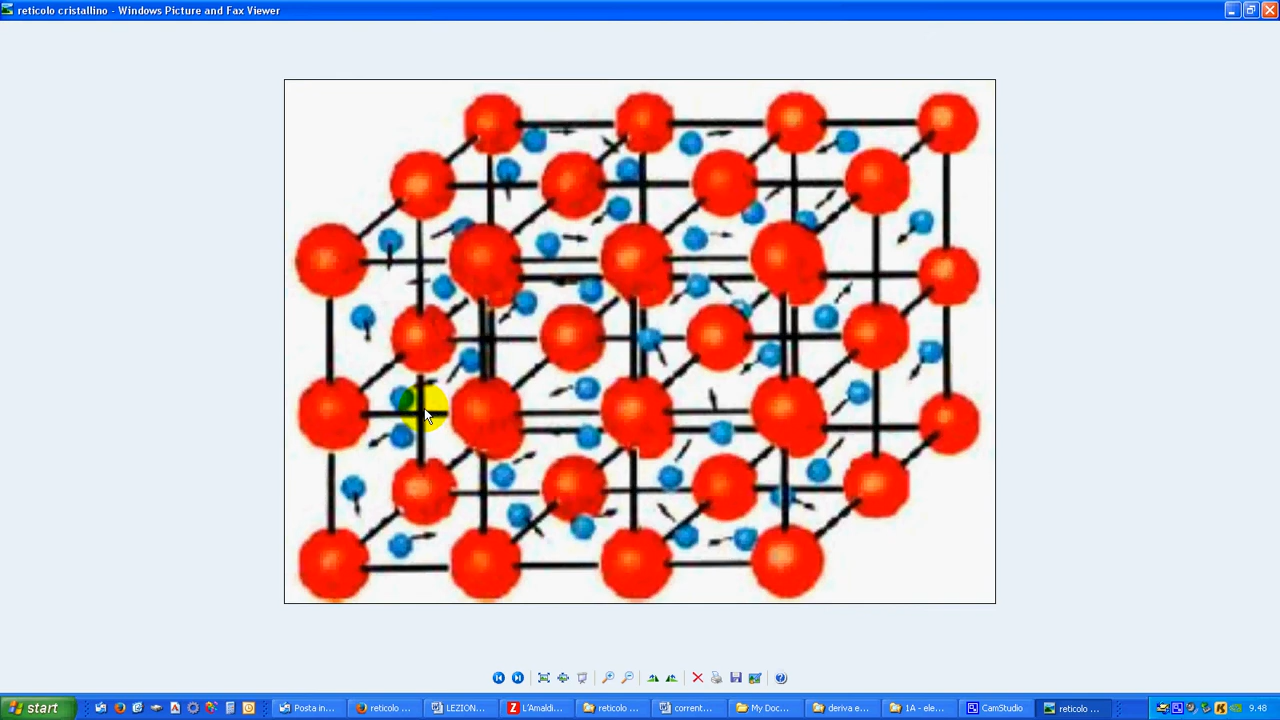 reticolo cristallino - Windows Picture and Fax Viewer
start
Posta in...
reticolo ...
LEZION...
L'Amaldi...
reticolo ...
corrent...
My Doc...
deriva e...
1A - ele...
CamStudio
reticolo ...
9.48